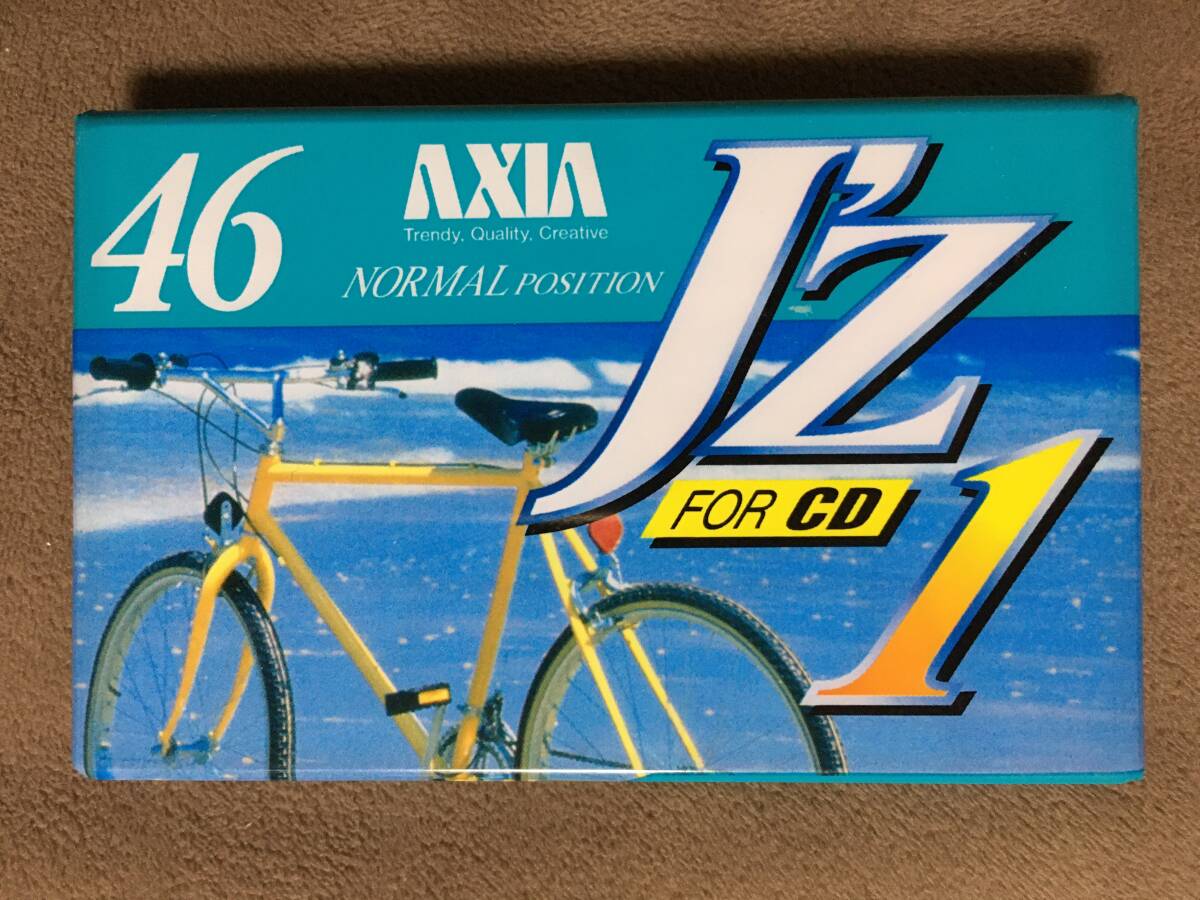 46
AXIA
Trendy, Quality, Creative
NORMAL POSITION
J'z
FOR CD
1